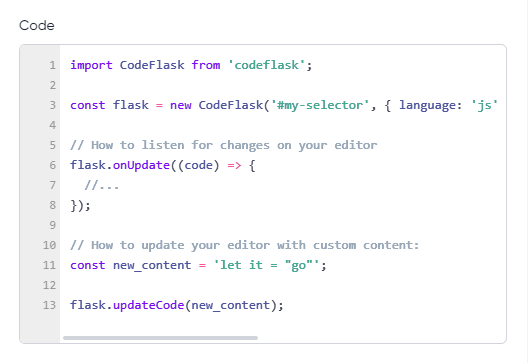 Code
1 import CodeFlask from 'codeflask';
2
3 const flask = new CodeFlask('#my-selector', { language: 'js'
4
5 // How to listen for changes on your editor
6 flask.onUpdate((code) => {
7   //...
8 });
9
10 // How to update your editor with custom content:
11 const new_content = 'let it = "go"';
12
13 flask.updateCode(new_content);